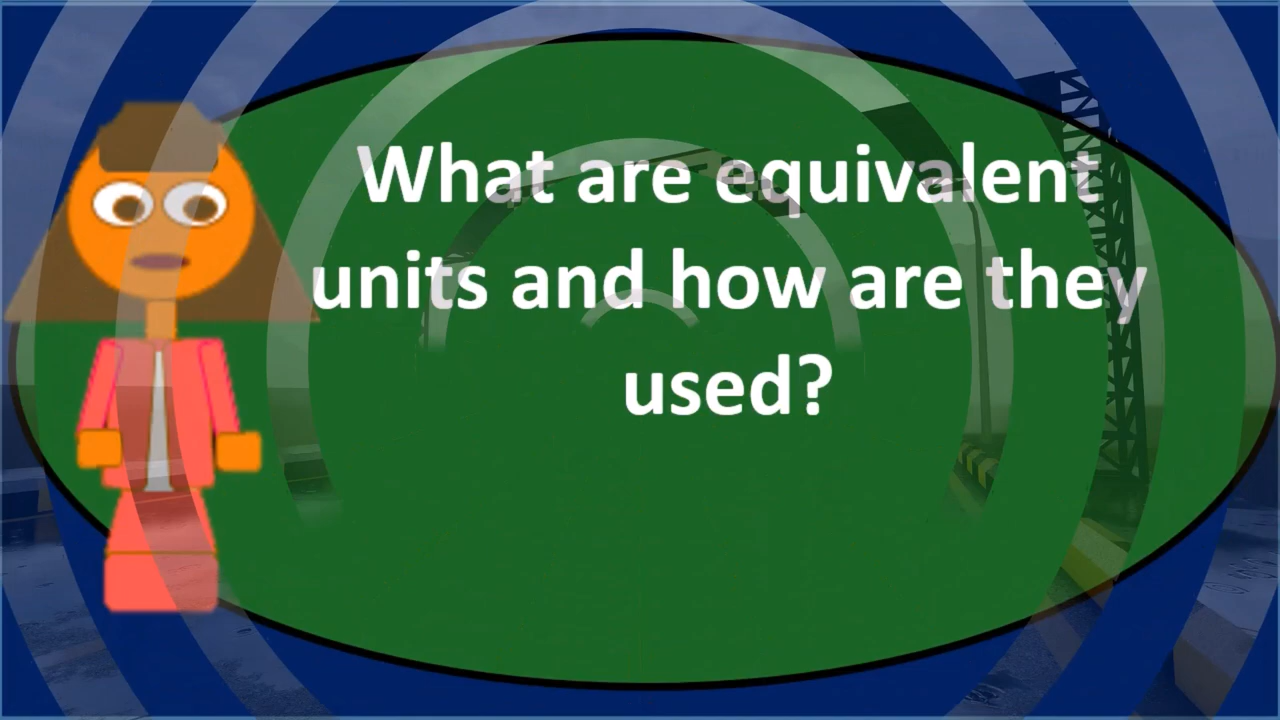 What are equivalent
units and how are they
used?